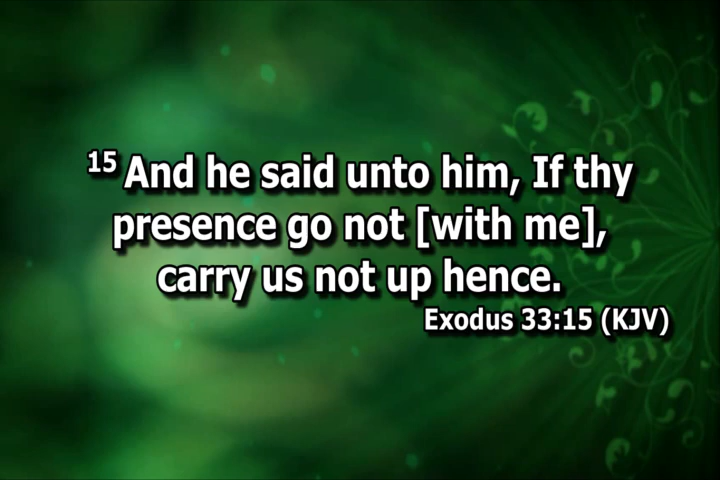 15 And he said unto him, If thy
presence go not [with me],
carry us not up hence.
Exodus 33:15 (KJV)